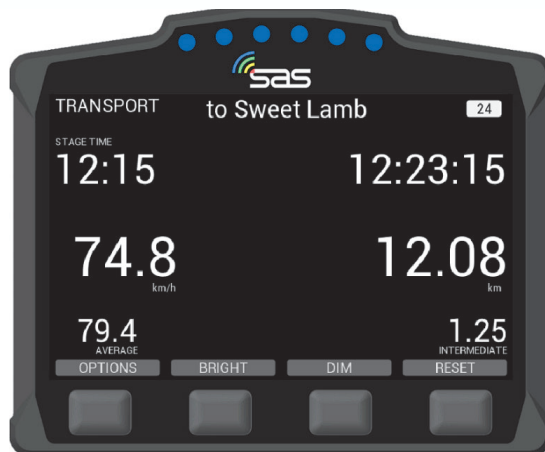 sas
TRANSPORT to Sweet Lamb 24
STAGE TIME
12:15 12:23:15
74.8 12.08
km/h km
79.4 1.25
AVERAGE INTERMEDIATE
OPTIONS BRIGHT DIM RESET